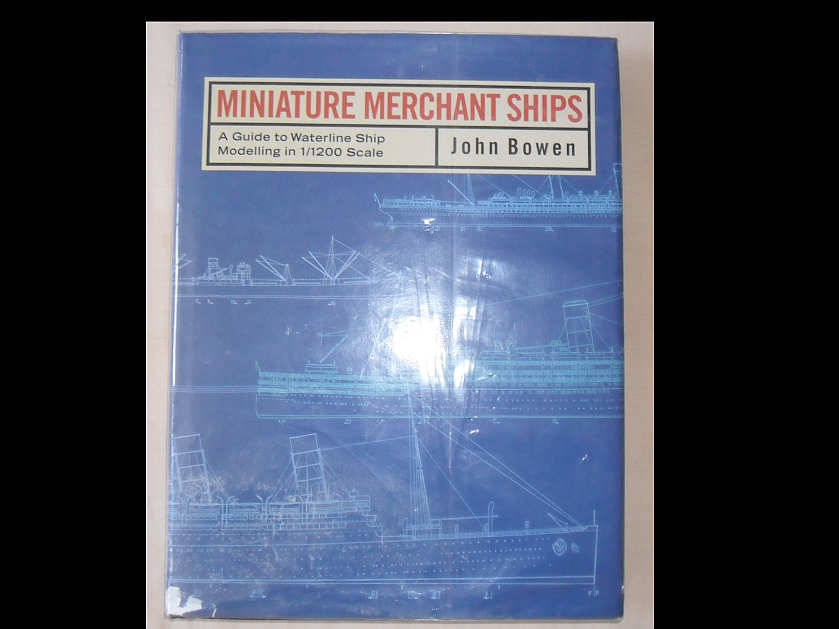 MINIATURE MERCHANT SHIPS
A Guide to Waterline Ship
Modelling in 1/1200 Scale
John Bowen